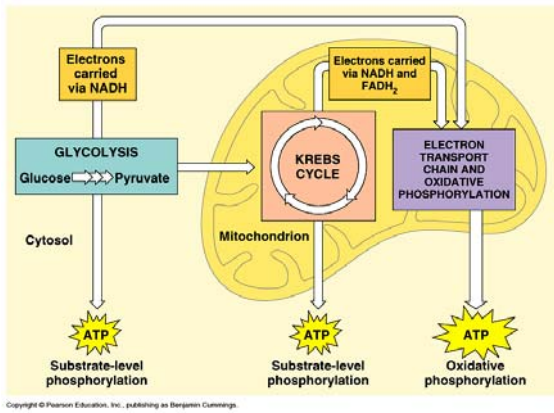 Electrons
carried
via NADH
Electrons carried
via NADH and
FADH₂
GLYCOLYSIS
Glucose Pyruvate
KREBS
CYCLE
ELECTRON
TRANSPORT
CHAIN AND
OXIDATIVE
PHOSPHORYLATION
Cytosol
Mitochondrion
ATP
Substrate-level
phosphorylation
ATP
Substrate-level
phosphorylation
ATP
Oxidative
phosphorylation
Copyright © Pearson Education, Inc., publishing as Benjamin Cummings.